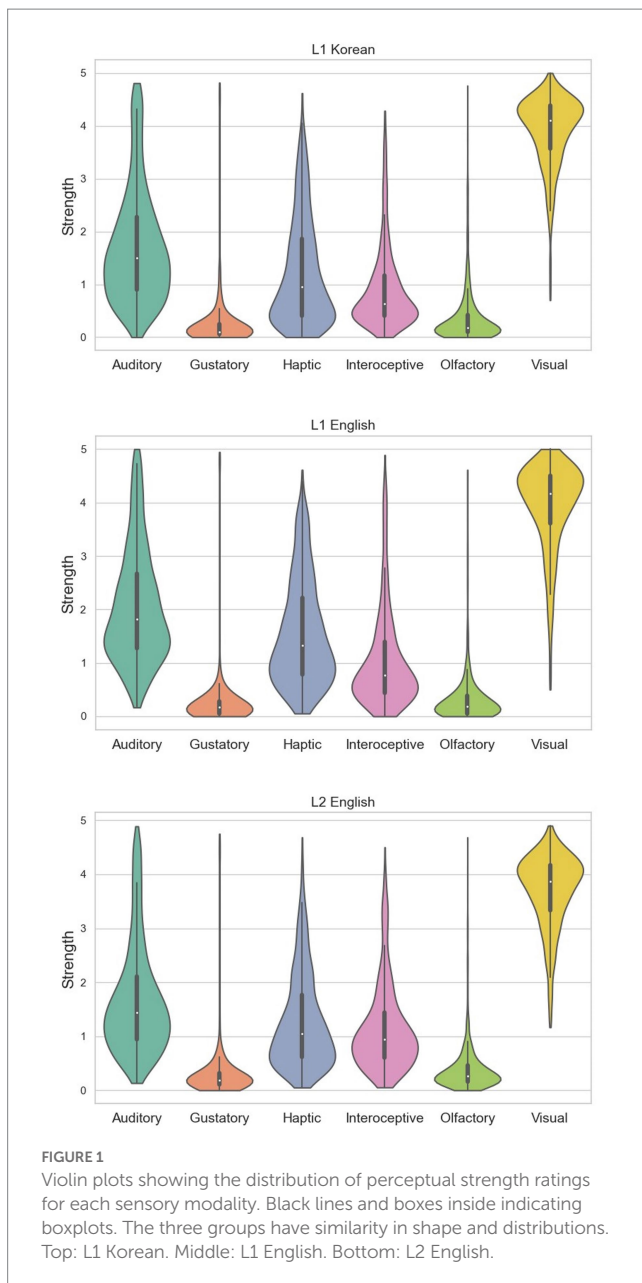 L1 Korean
5
4
3
2
1
0
Strength
Auditory Gustatory Haptic Interoceptive Olfactory Visual
L1 English
5
4
3
2
1
0
Strength
Auditory Gustatory Haptic Interoceptive Olfactory Visual
L2 English
5
4
3
2
1
0
Strength
Auditory Gustatory Haptic Interoceptive Olfactory Visual
FIGURE 1
Violin plots showing the distribution of perceptual strength ratings
for each sensory modality. Black lines and boxes inside indicating
boxplots. The three groups have similarity in shape and distributions.
Top: L1 Korean. Middle: L1 English. Bottom: L2 English.